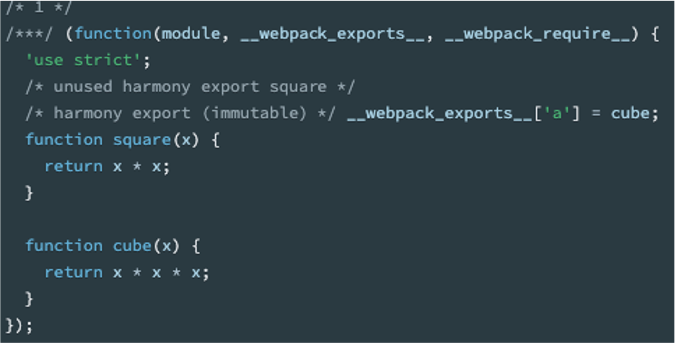 /* 1 */
/***/ (function(module, __webpack_exports__, __webpack_require__) {
'use strict';
/* unused harmony export square */
/* harmony export (immutable) */ __webpack_exports__['a'] = cube;
function square(x) {
return x * x;
}
function cube(x) {
return x * x * x;
}
});